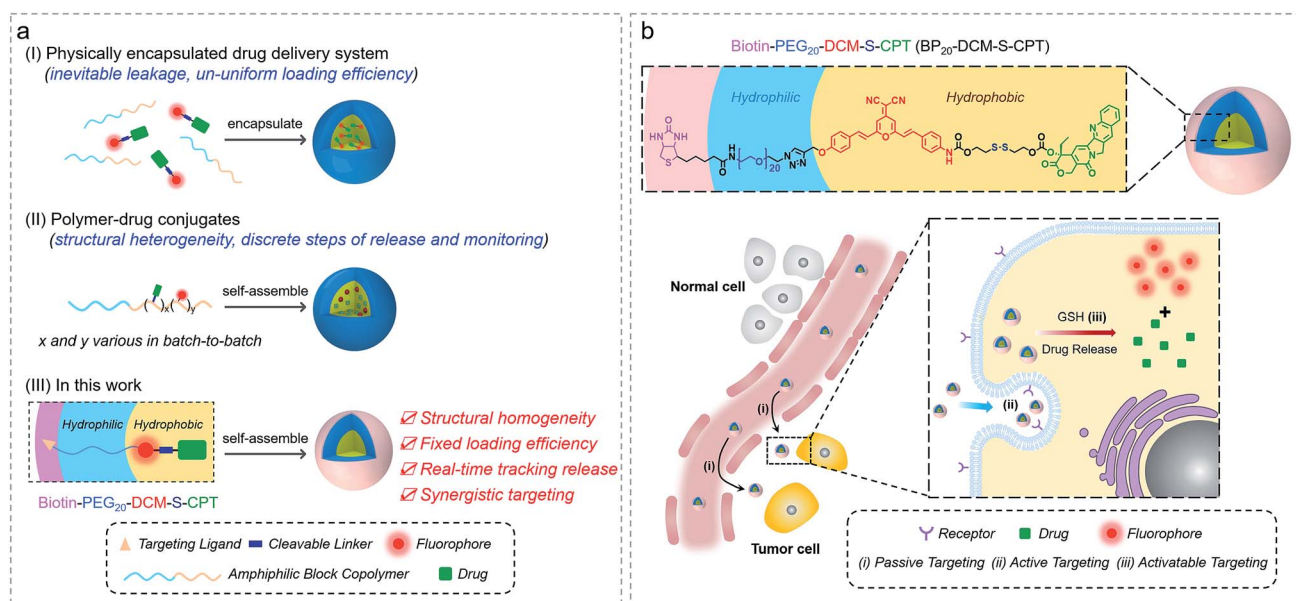 a
(I) Physically encapsulated drug delivery system
(inevitable leakage, un-uniform loading efficiency)
encapsulate
(II) Polymer-drug conjugates
(structural heterogeneity, discrete steps of release and monitoring)
( )x( )y
self-assemble
x and y various in batch-to-batch
(III) In this work
Hydrophilic
Hydrophobic
self-assemble
Biotin-PEG20-DCM-S-CPT
☑ Structural homogeneity
☑ Fixed loading efficiency
☑ Real-time tracking release
☑ Synergistic targeting
Targeting Ligand
Cleavable Linker
Fluorophore
Amphiphilic Block Copolymer
Drug
b
Biotin-PEG20-DCM-S-CPT (BP20-DCM-S-CPT)
Hydrophilic
Hydrophobic
NC CN
O
HN NH
S
O
N
H
O
20
N
N=N
O
O
N
H
O
O
S-S
O
O
O
O
O
O
N
N
Normal cell
(i)
(i)
Tumor cell
GSH (iii)
Drug Release
+
(ii)
Receptor
Drug
Fluorophore
(i) Passive Targeting (ii) Active Targeting (iii) Activatable Targeting